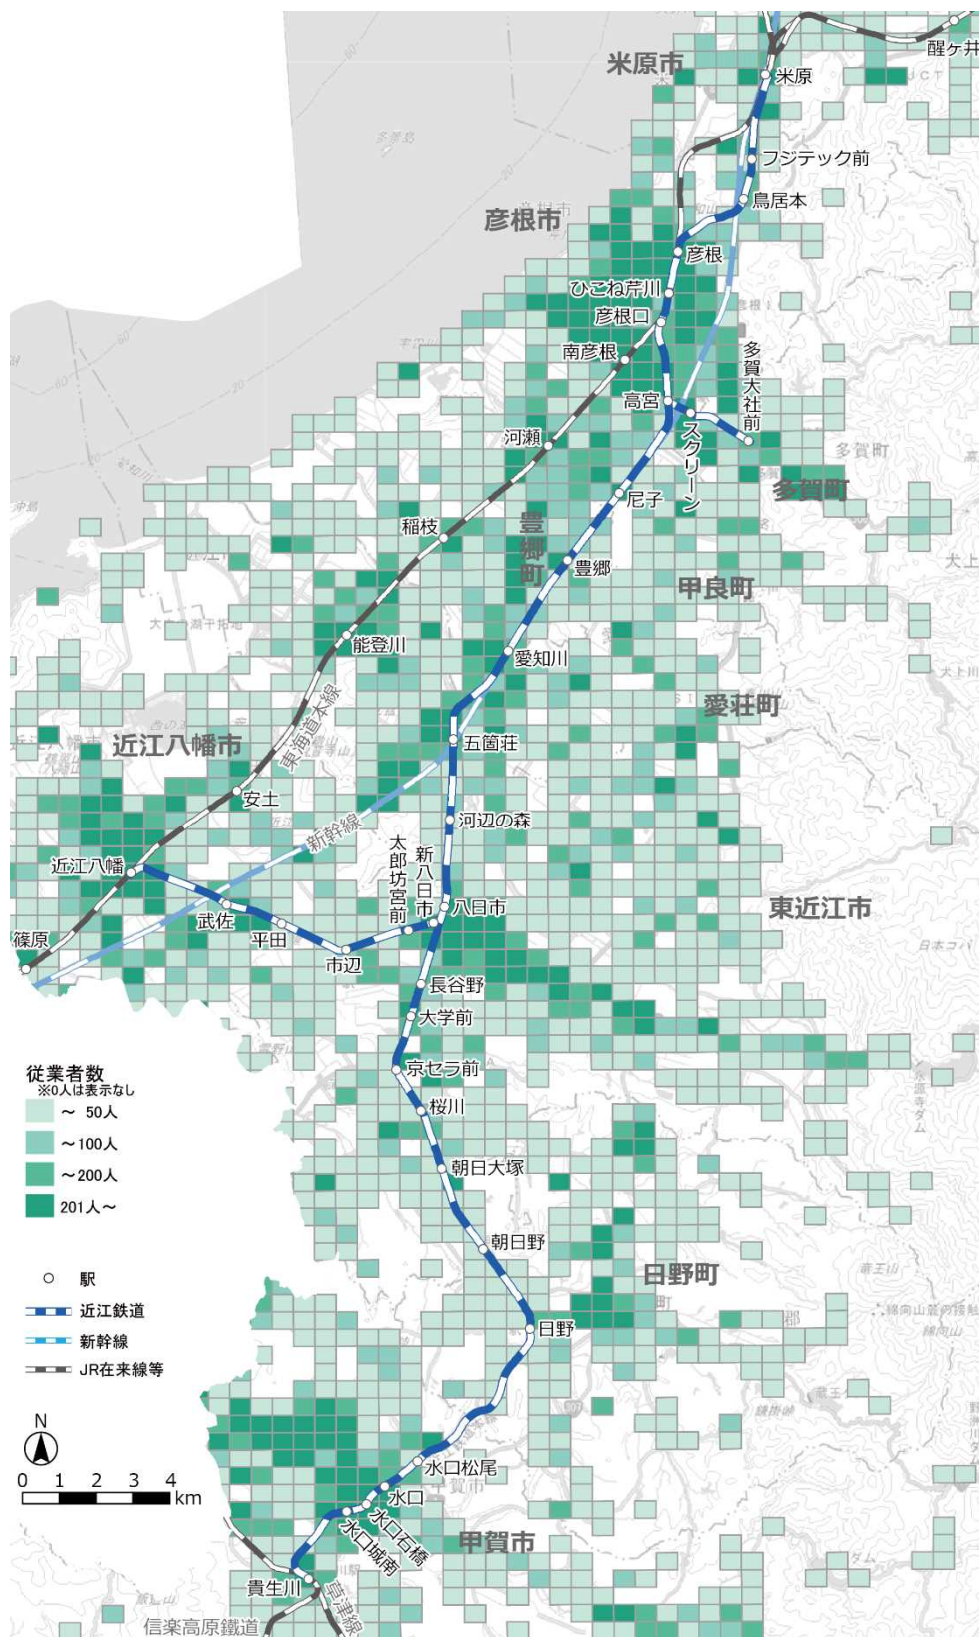 米原市
醒ヶ井
米原
多景島
フジテック前
鳥居本
彦根市
彦根
ひこね芹川
彦根口
南彦根
多賀大社前
高宮
スクリーン
河瀬
多賀町
多賀町
尼子
稲枝
豊郷町
豊郷
甲良町
能登川
愛知川
愛荘町
東海道本線
近江八幡市
五箇荘
安土
河辺の森
新幹線
太郎坊宮前
新八日市
近江八幡
八日市
武佐
平田
東近江市
篠原
市辺
長谷野
大学前
京セラ前
桜川
従業者数
※0人は表示なし
～ 50人
～100人
～200人
201人～
朝日大塚
朝日野
日野町
駅
近江鉄道
新幹線
JR在来線等
日野
N
0 1 2 3 4
km
水口松尾
水口
水口石橋
水口城南
甲賀市
貴生川
草津線
信楽高原鐵道